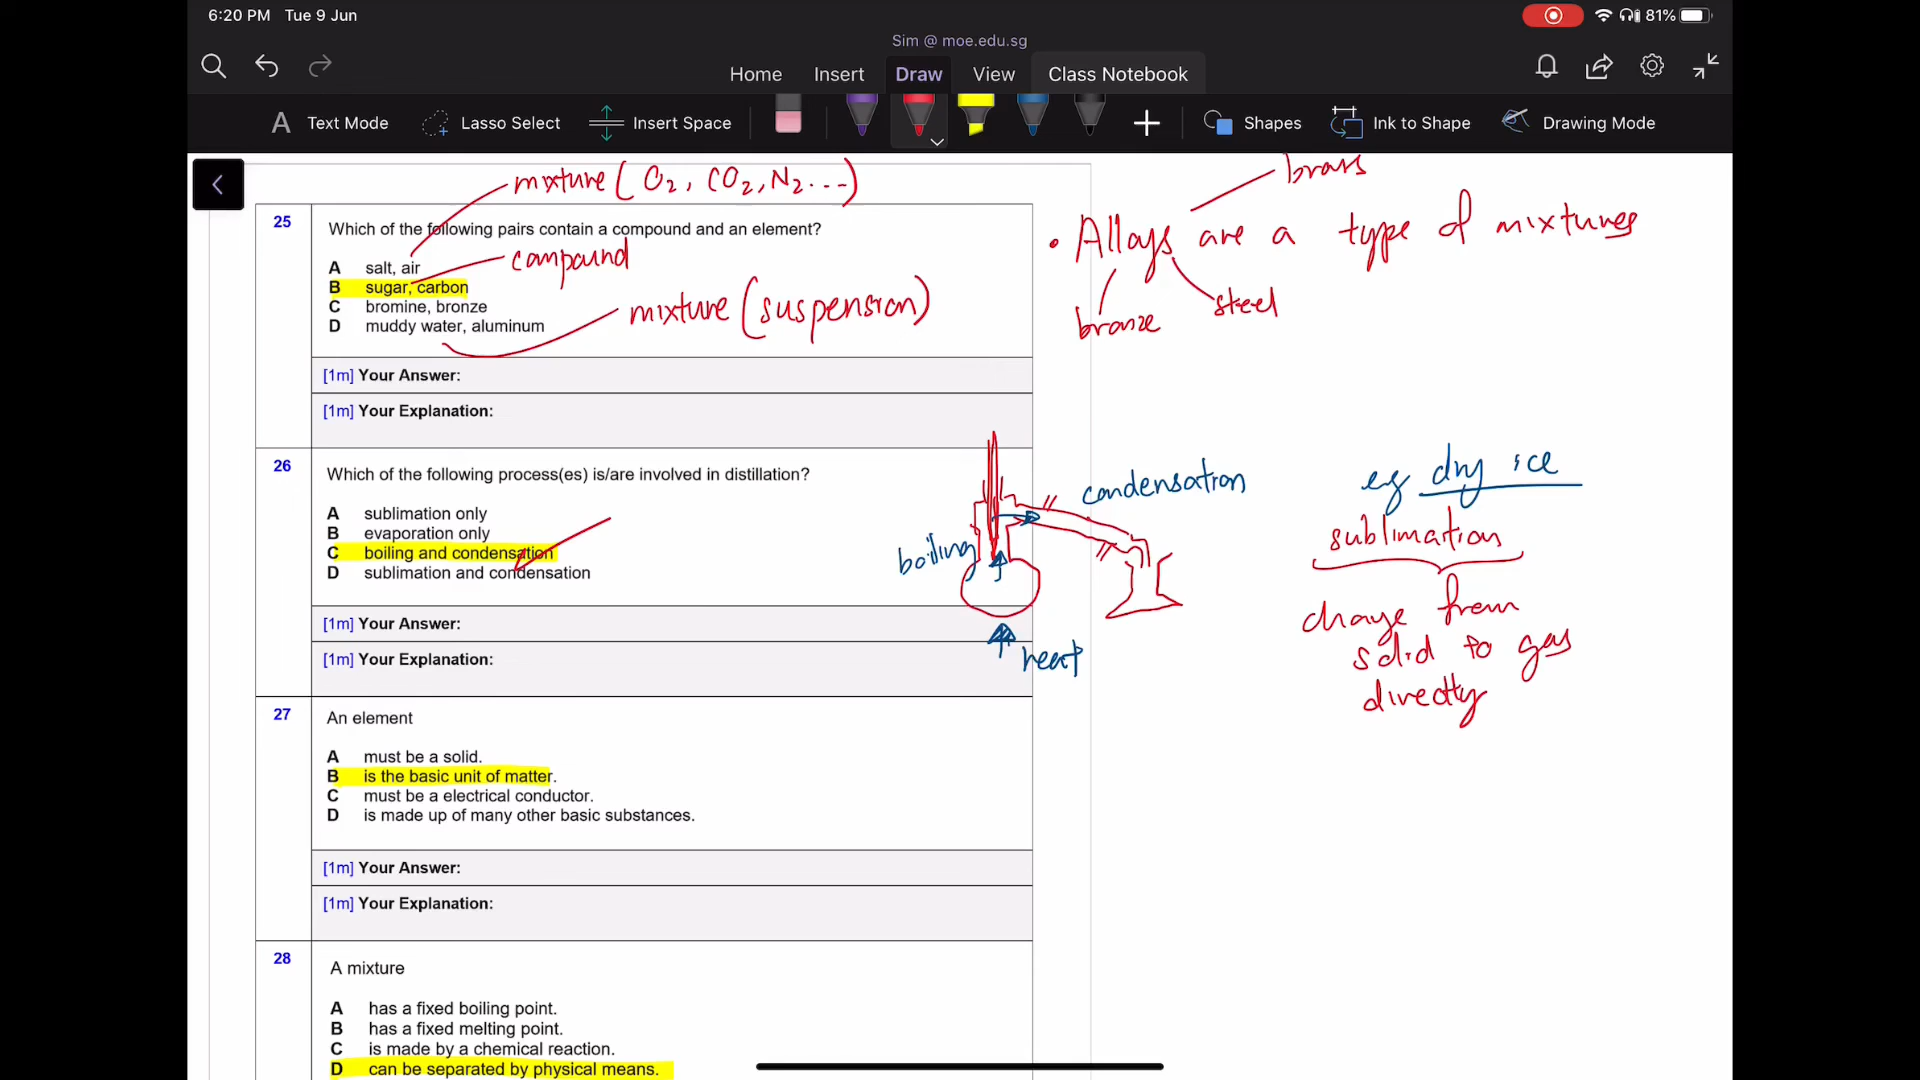 6:20 PM Tue 9 Jun
81%
Sim @ moe.edu.sg
Home Insert Draw View Class Notebook
Text Mode Lasso Select Insert Space Shapes Ink to Shape Drawing Mode
mixture ( O2, CO2, N2 ... )
brass
25 Which of the following pairs contain a compound and an element?
• Alloys are a type of mixtures
A salt, air
compound
B sugar, carbon
C bromine, bronze
mixture (suspension)
steel
D muddy water, aluminum
bronze
[1m] Your Answer:
[1m] Your Explanation:
26 Which of the following process(es) is/are involved in distillation?
condensation
eg dry ice
A sublimation only
B evaporation only
sublimation
C boiling and condensation
boiling
D sublimation and condensation
change from
solid to gas
directly
[1m] Your Answer:
[1m] Your Explanation:
heat
27 An element
A must be a solid.
B is the basic unit of matter.
C must be a electrical conductor.
D is made up of many other basic substances.
[1m] Your Answer:
[1m] Your Explanation:
28 A mixture
A has a fixed boiling point.
B has a fixed melting point.
C is made by a chemical reaction.
D can be separated by physical means.